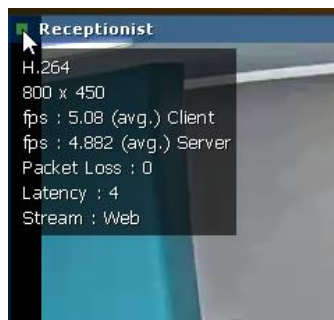 Receptionist
H.264
800 x 450
fps : 5.08 (avg.) Client
fps : 4.882 (avg.) Server
Packet Loss : 0
Latency : 4
Stream : Web